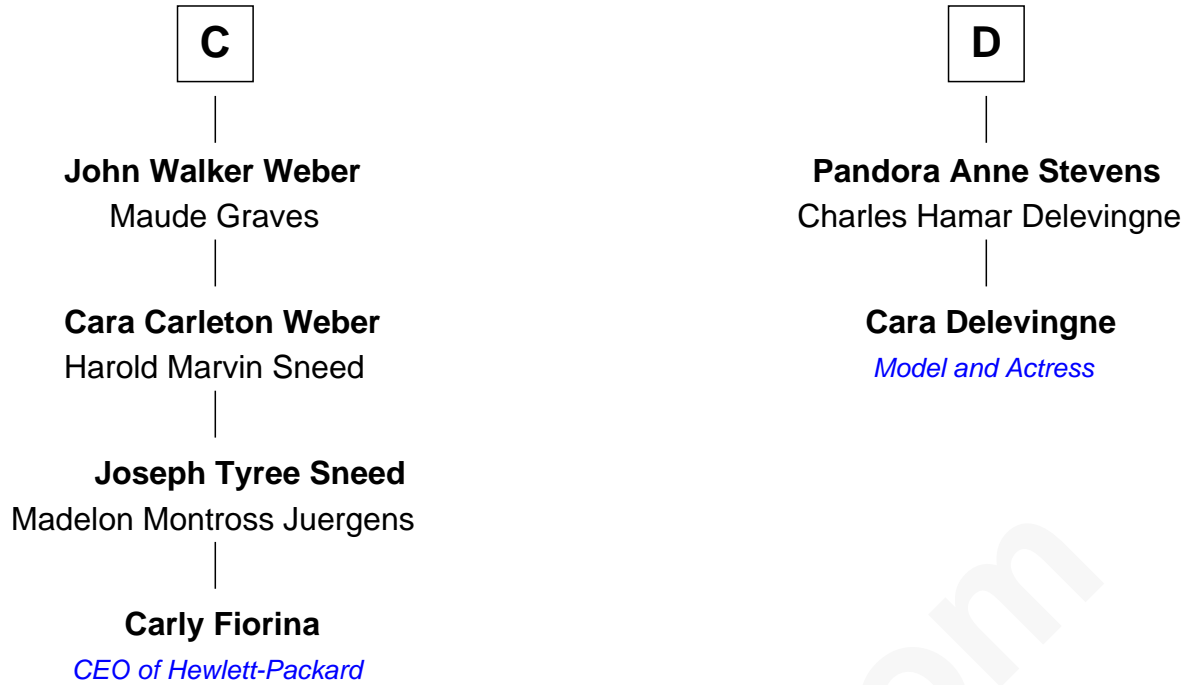 C
John Walker Weber
Maude Graves
Cara Carleton Weber
Harold Marvin Sneed
Joseph Tyree Sneed
Madelon Montross Juergens
Carly Fiorina
CEO of Hewlett-Packard
D
Pandora Anne Stevens
Charles Hamar Delevingne
Cara Delevingne
Model and Actress
om